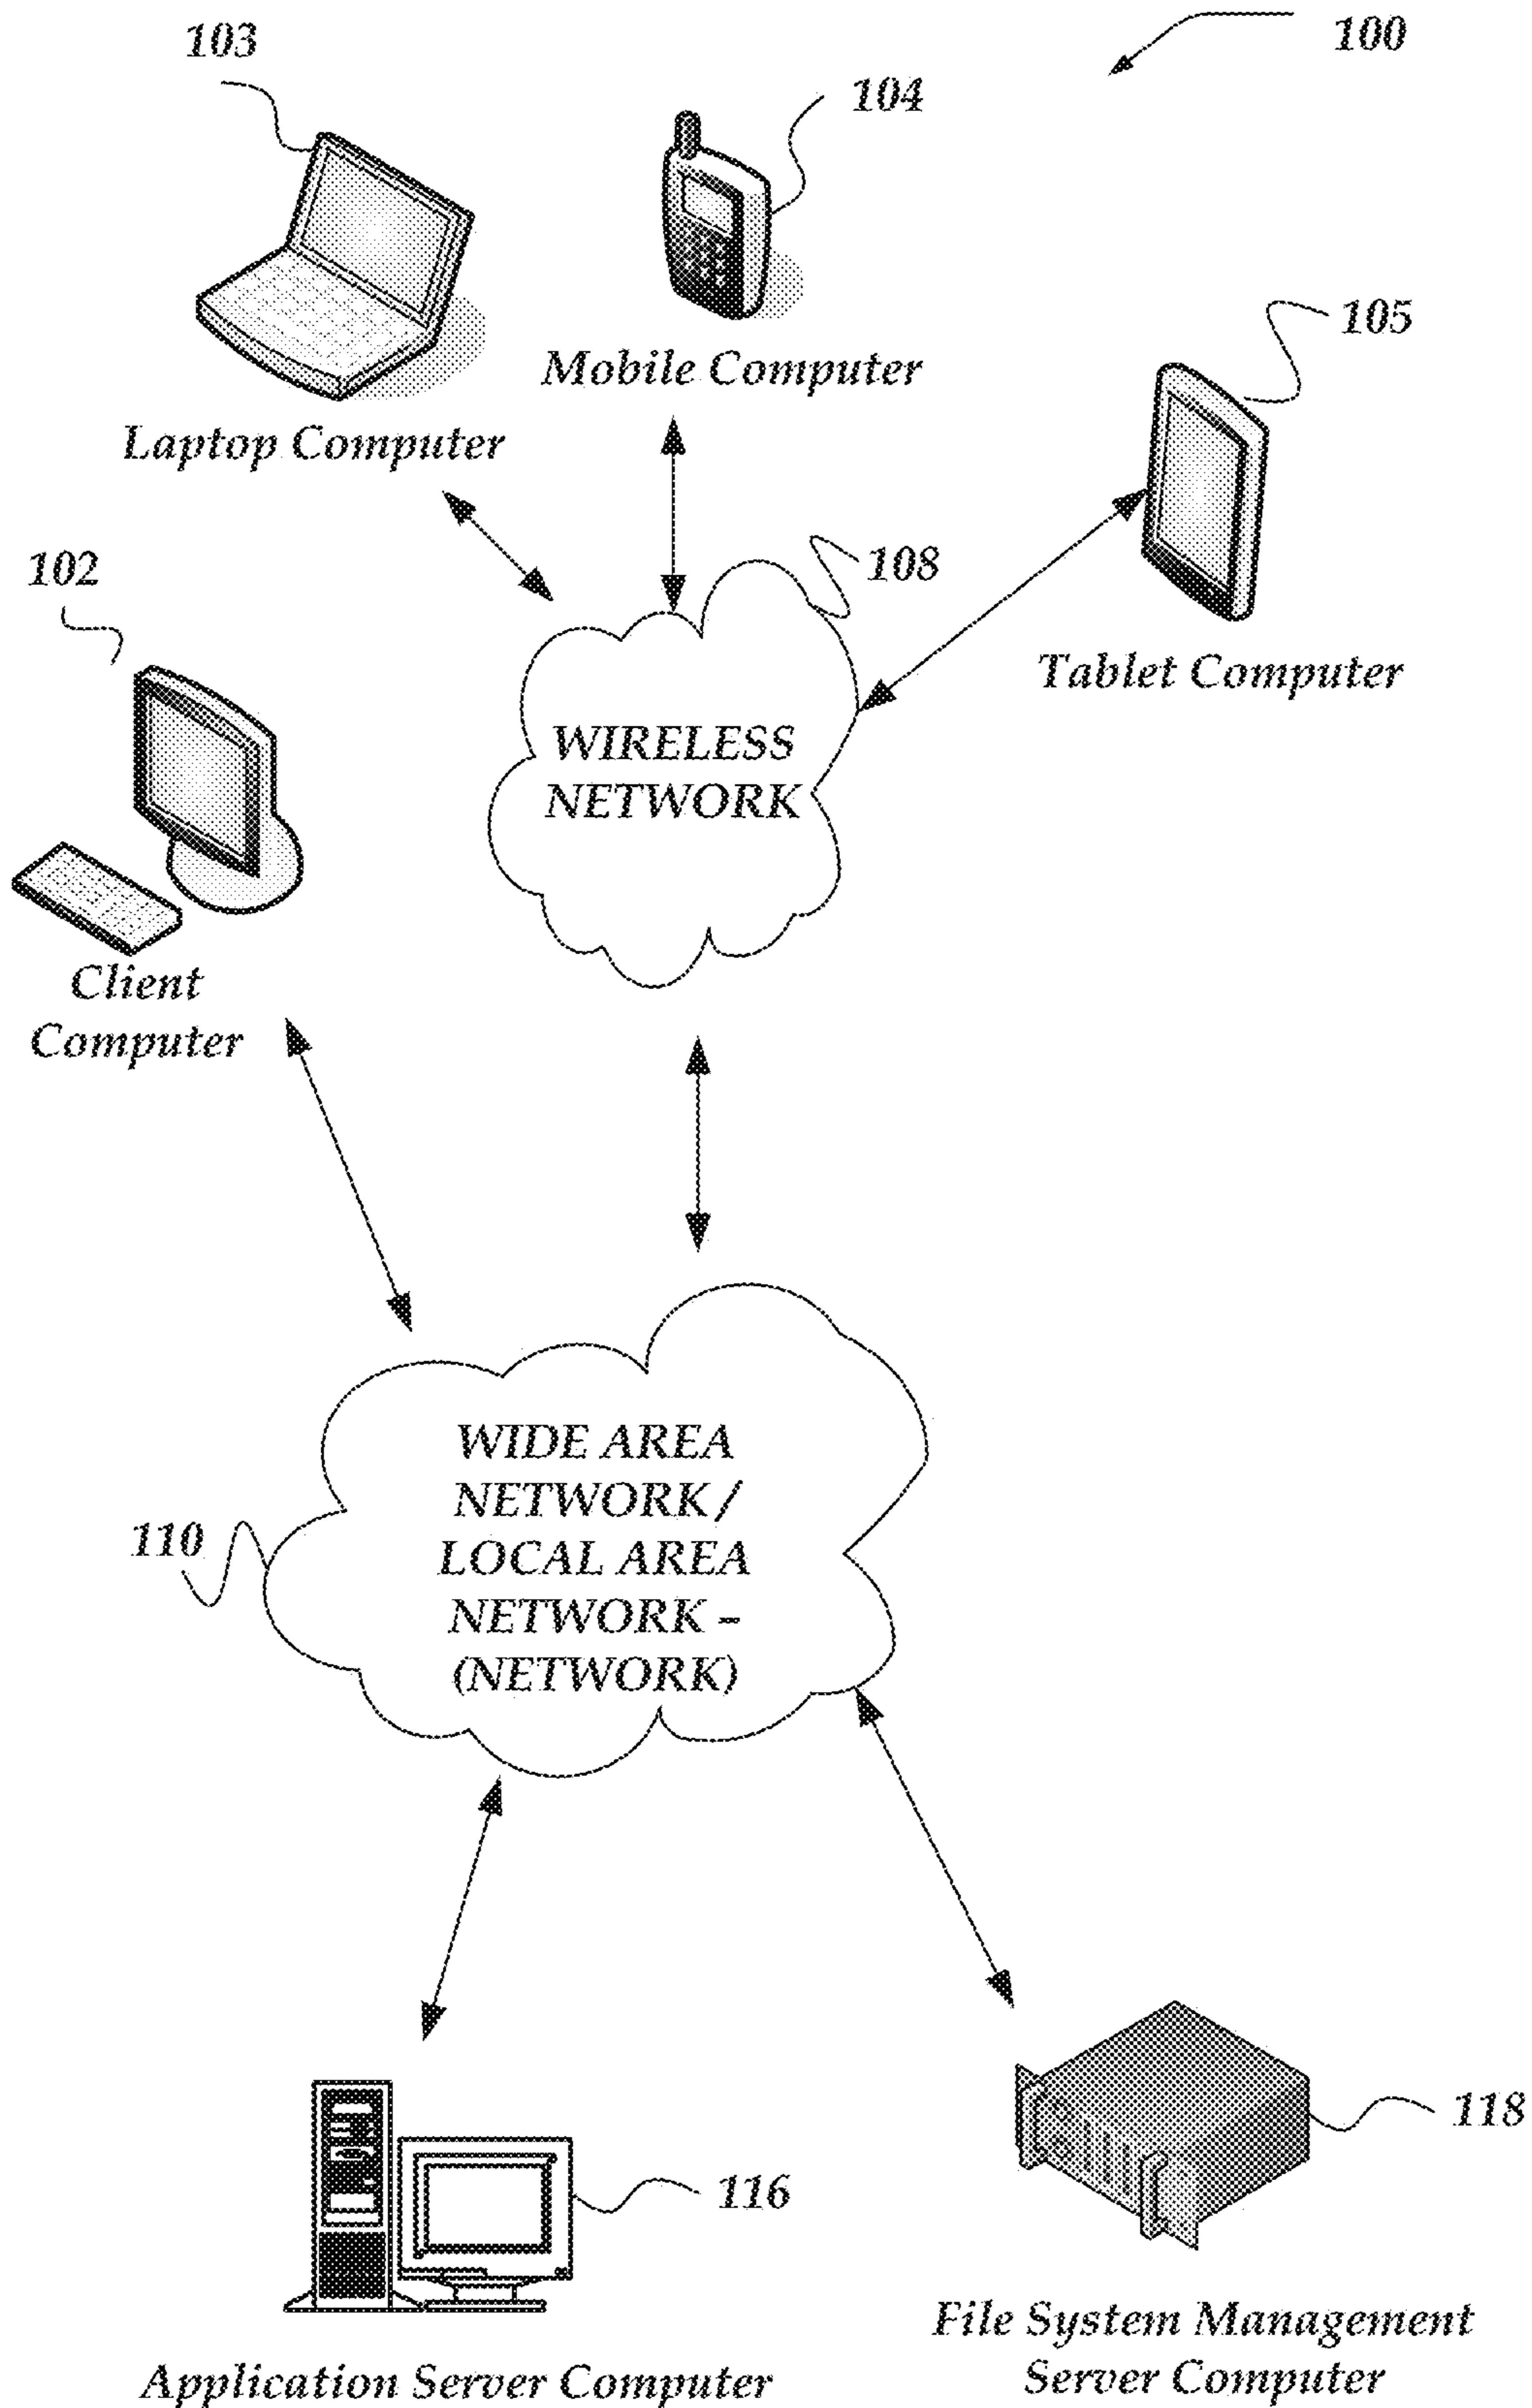 100
103
104
Mobile Computer
105
Laptop Computer
108
102
Tablet Computer
WIRELESS
NETWORK
Client
Computer
WIDE AREA
NETWORK /
LOCAL AREA
NETWORK –
(NETWORK)
110
118
116
File System Management
Server Computer
Application Server Computer